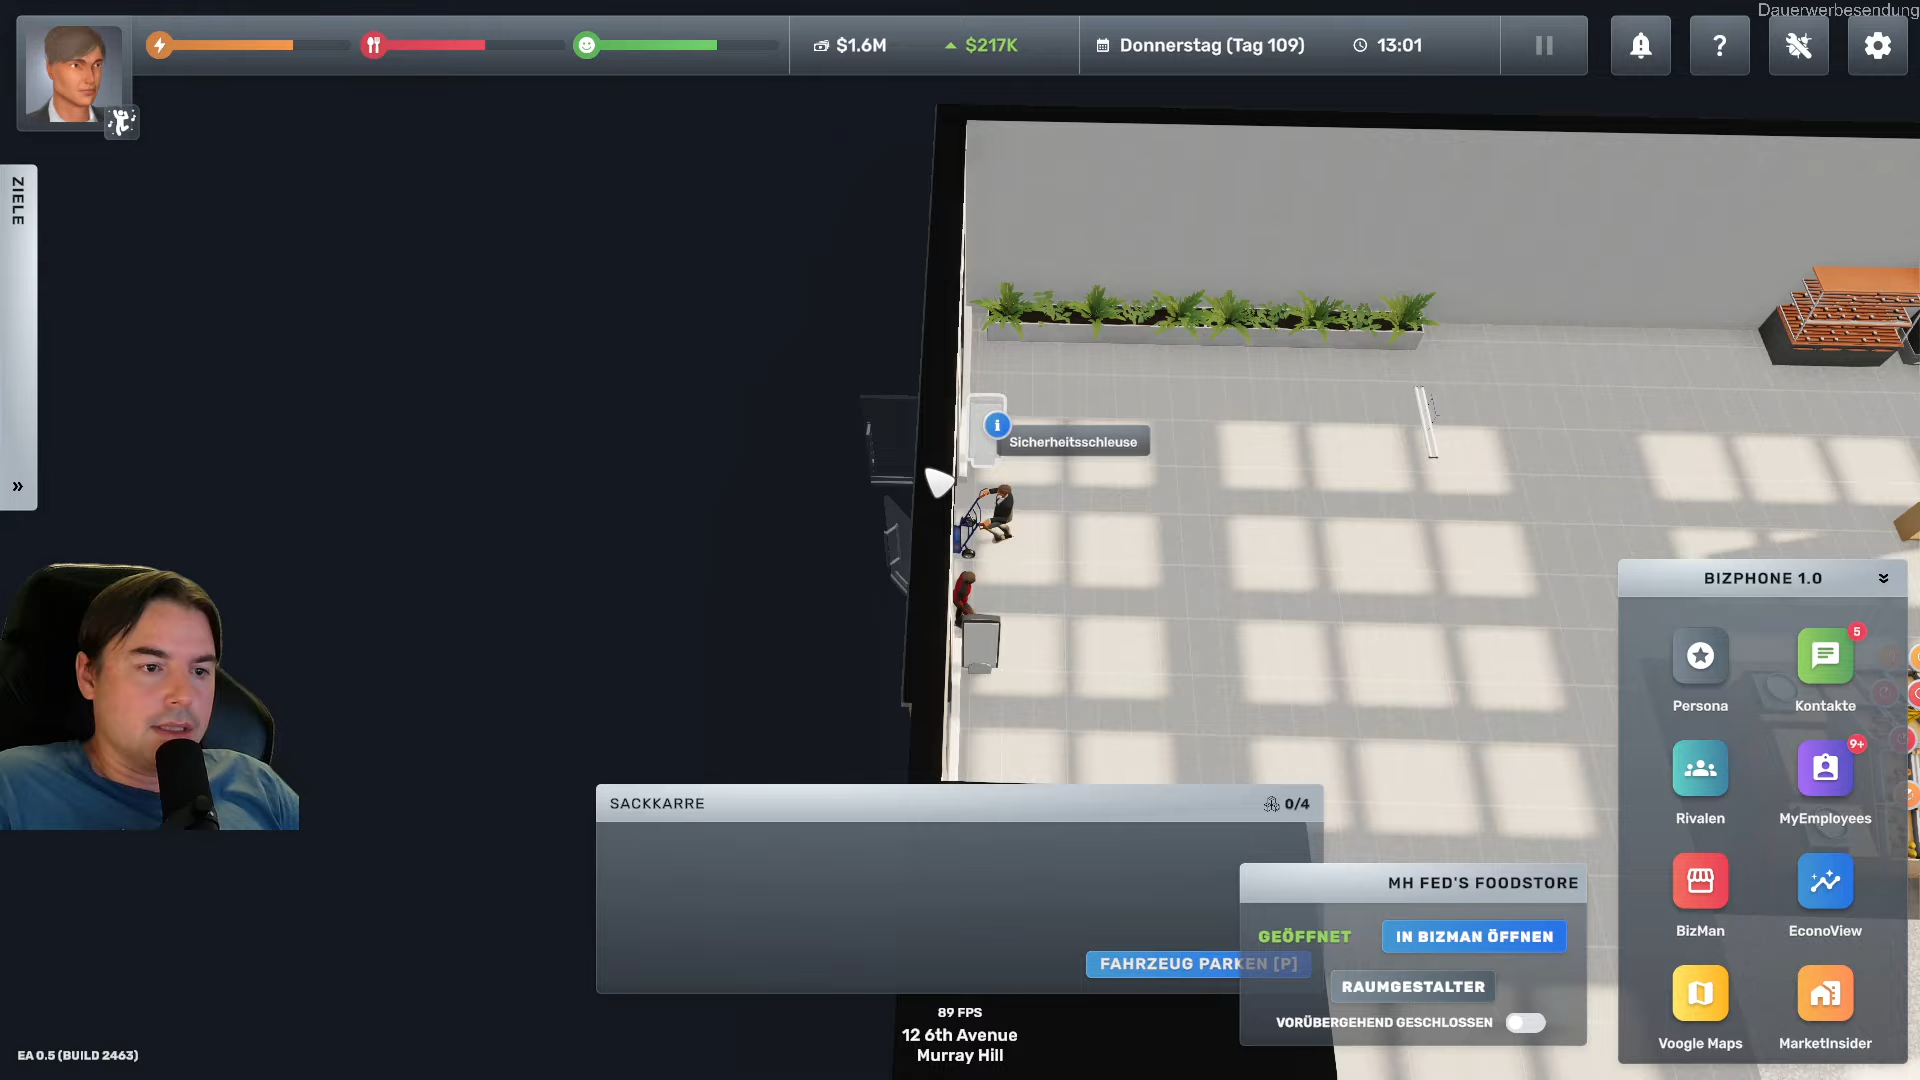 Dauerwerbesendung
$1.6M
$217K
Donnerstag (Tag 109)
13:01
?
ZIELE
»
i
Sicherheitsschleuse
BIZPHONE 1.0
5
Persona
Kontakte
9+
Rivalen
MyEmployees
BizMan
EconoView
Voogle Maps
MarketInsider
SACKKARRE
0/4
FAHRZEUG PARKEN [P]
MH FED'S FOODSTORE
GEÖFFNET
IN BIZMAN ÖFFNEN
RAUMGESTALTER
VORÜBERGEHEND GESCHLOSSEN
89 FPS
12 6th Avenue
Murray Hill
EA 0.5 (BUILD 2463)